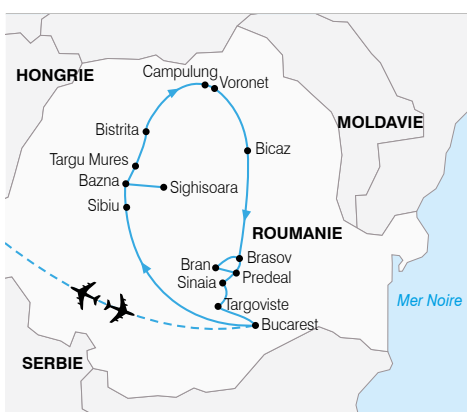 HONGRIE
Campulung
Voronet
MOLDAVIE
Bistrita
Bicaz
Targu Mures
Bazna
Sighisoara
Sibiu
ROUMANIE
Brasov
Bran
Predeal
Sinaia
Targoviste
Mer Noire
Bucarest
SERBIE